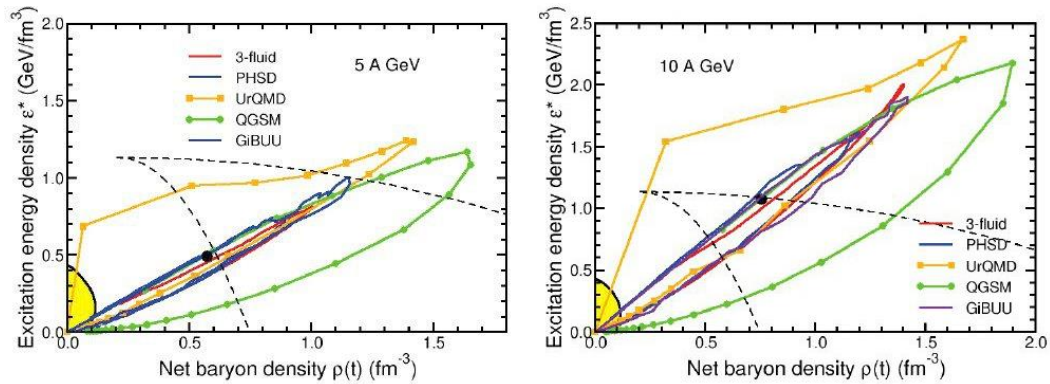 Excitation energy density ε* (GeV/fm³)
2.0
1.5
1.0
0.5
0.0
3-fluid
PHSD
UrQMD
QGSM
GiBUU
5 A GeV
0.0 0.5 1.0 1.5
Net baryon density ρ(t) (fm⁻³)
Excitation energy density ε* (GeV/fm³)
2.5
2.0
1.5
1.0
0.5
0.0
10 A GeV
3-fluid
PHSD
UrQMD
QGSM
GiBUU
0.0 0.5 1.0 1.5 2.0
Net baryon density ρ(t) (fm⁻³)